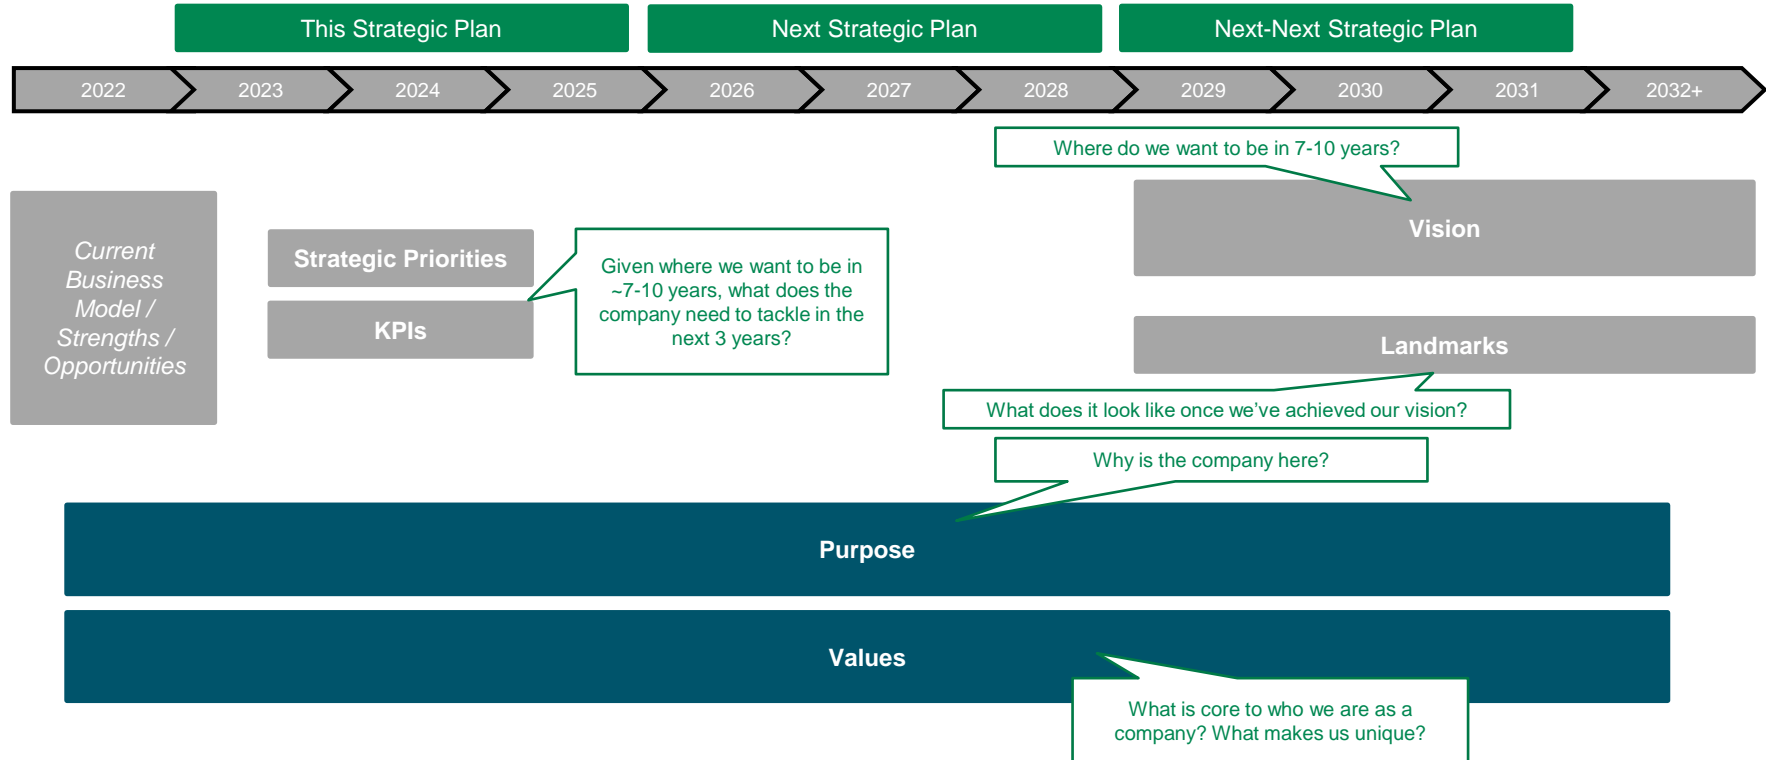 This Strategic Plan
Next Strategic Plan
Next-Next Strategic Plan
2022
2023
2024
2025
2026
2027
2028
2029
2030
2031
2032+
Where do we want to be in 7-10 years?
Vision
Current
Business
Model /
Strengths /
Opportunities
Strategic Priorities
KPIs
Given where we want to be in
~7-10 years, what does the
company need to tackle in the
next 3 years?
Landmarks
What does it look like once we’ve achieved our vision?
Why is the company here?
Purpose
Values
What is core to who we are as a
company? What makes us unique?